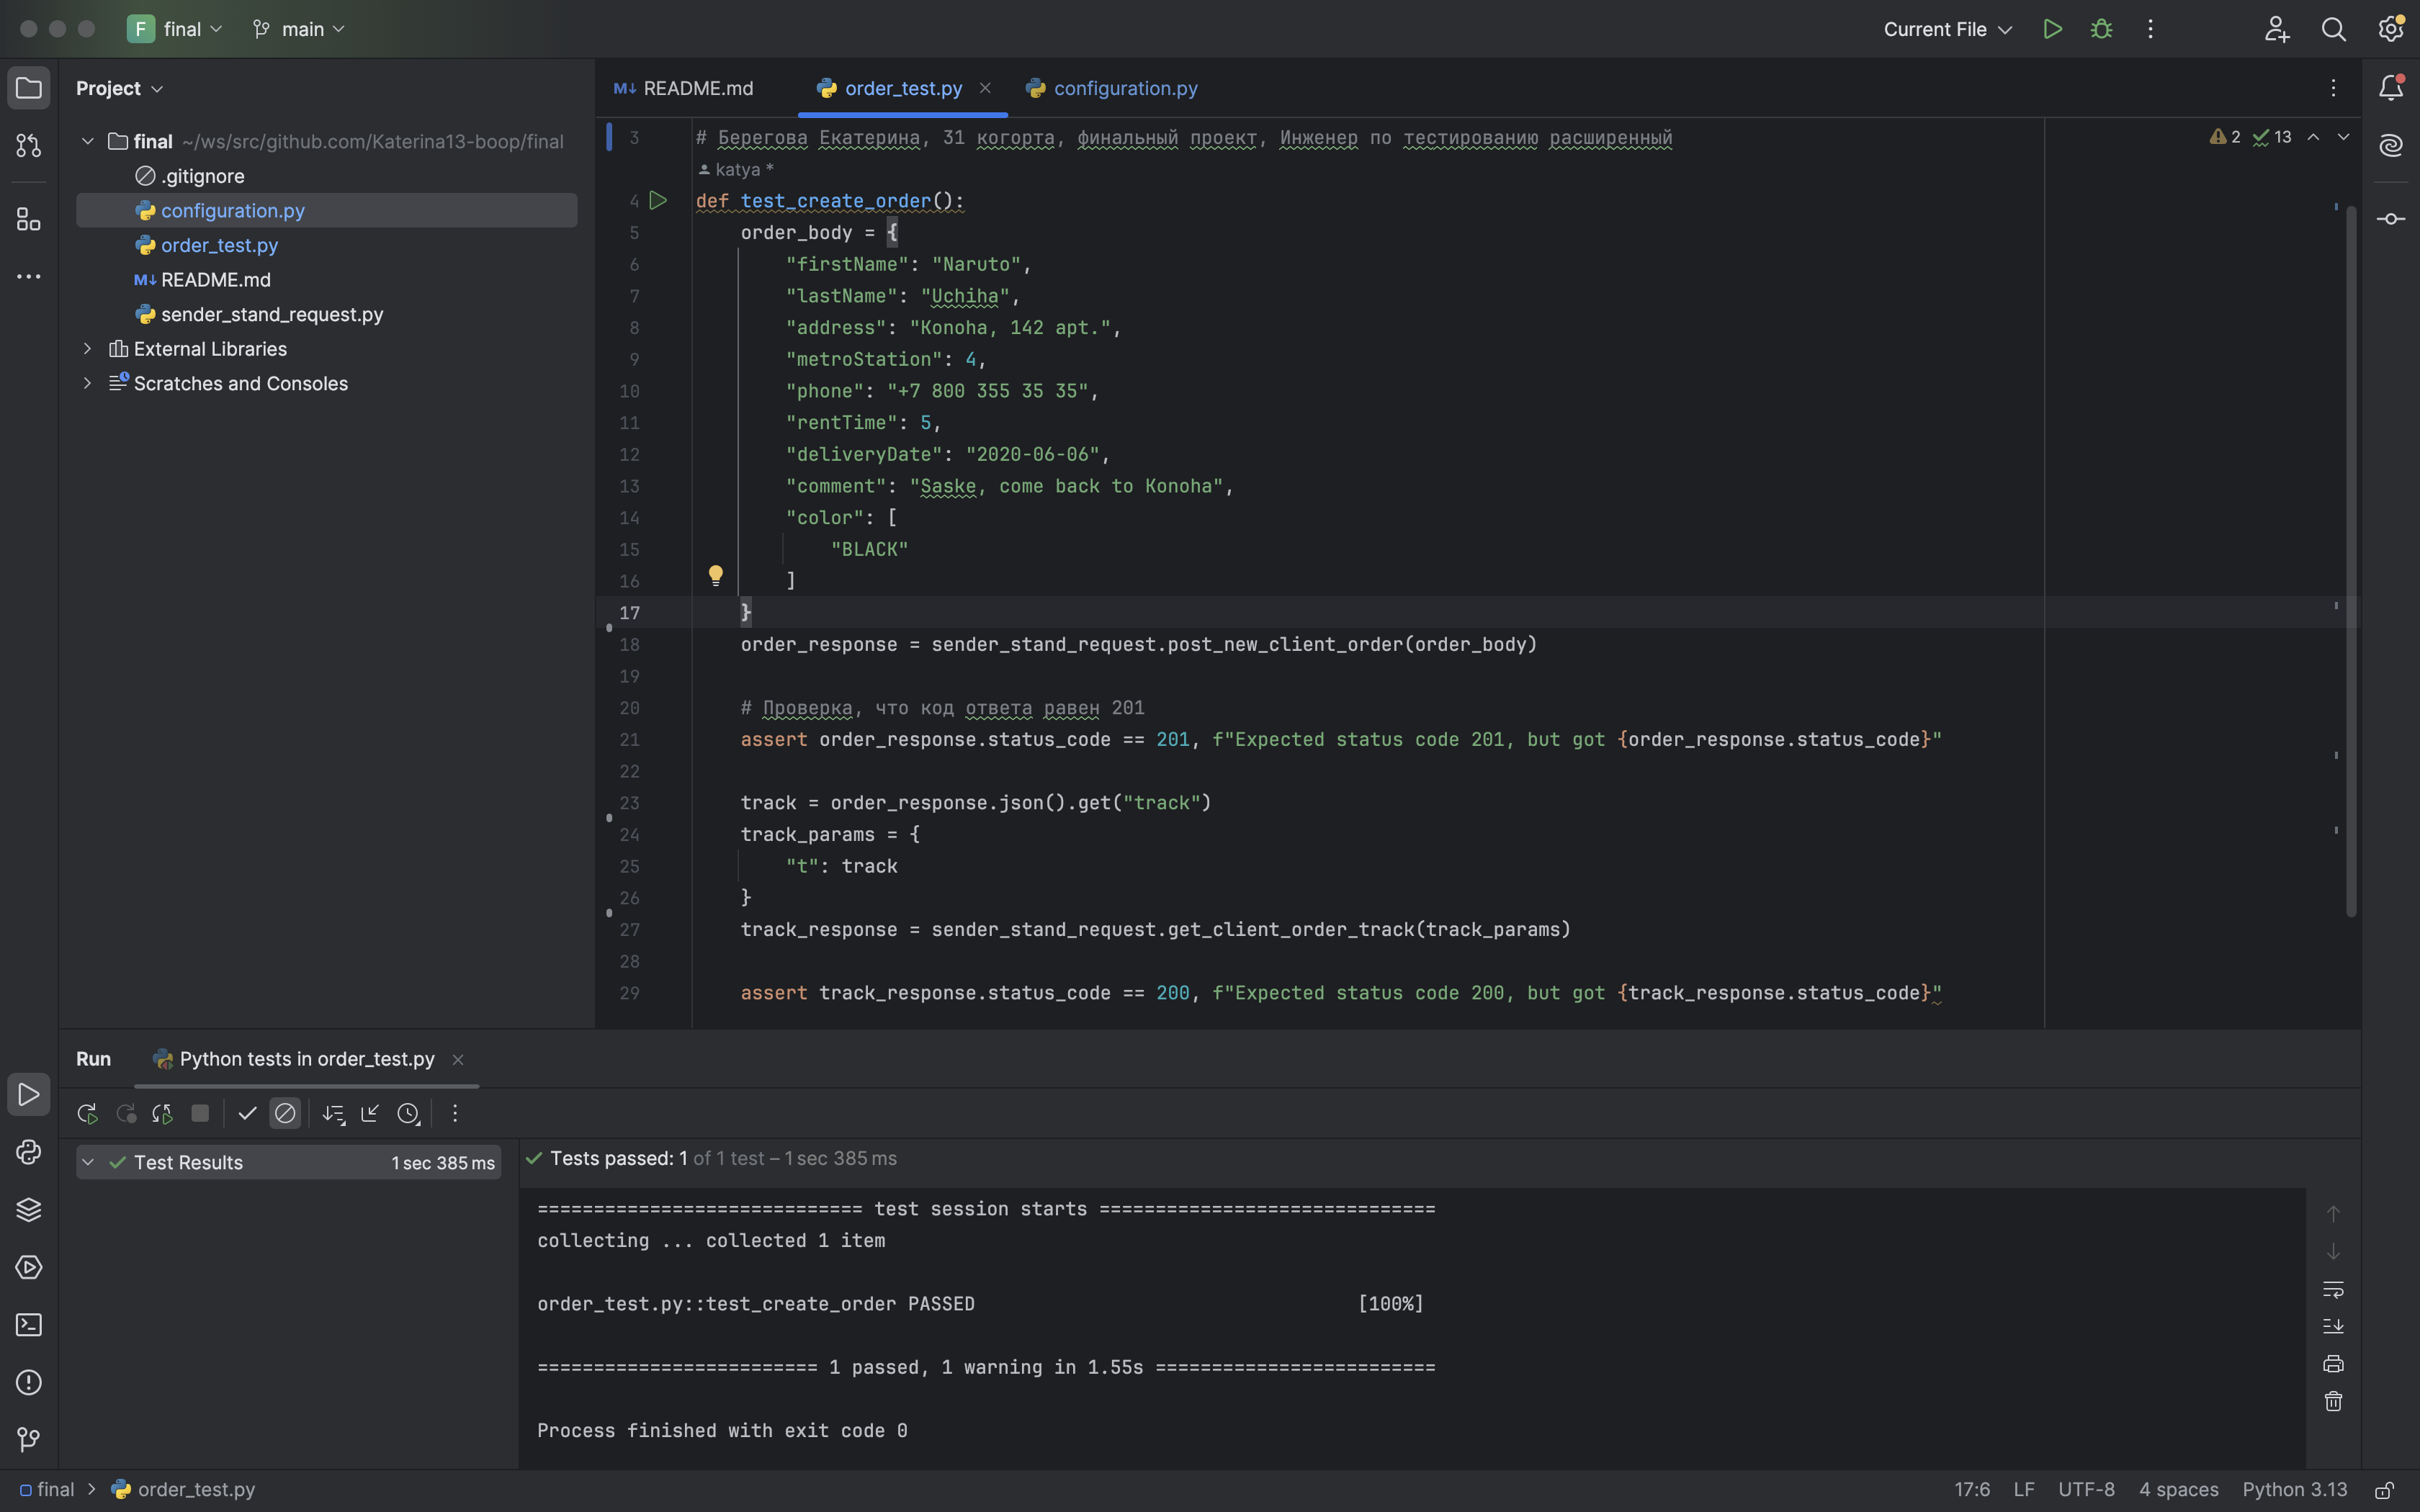 F final main Current File
Project
README.md order_test.py configuration.py
final ~/ws/src/github.com/Katerina13-boop/final
.gitignore
configuration.py
order_test.py
README.md
sender_stand_request.py
External Libraries
Scratches and Consoles
3 # Берегова Екатерина, 31 когорта, финальный проект, Инженер по тестированию расширенный
2 13
katya *
4 def test_create_order():
5 order_body = {
6 "firstName": "Naruto",
7 "lastName": "Uchiha",
8 "address": "Konoha, 142 apt.",
9 "metroStation": 4,
10 "phone": "+7 800 355 35 35",
11 "rentTime": 5,
12 "deliveryDate": "2020-06-06",
13 "comment": "Saske, come back to Konoha",
14 "color": [
15 "BLACK"
16 ]
17 }
18 order_response = sender_stand_request.post_new_client_order(order_body)
19
20 # Проверка, что код ответа равен 201
21 assert order_response.status_code == 201, f"Expected status code 201, but got {order_response.status_code}"
22
23 track = order_response.json().get("track")
24 track_params = {
25 "t": track
26 }
27 track_response = sender_stand_request.get_client_order_track(track_params)
28
29 assert track_response.status_code == 200, f"Expected status code 200, but got {track_response.status_code}"
Run Python tests in order_test.py
Test Results 1 sec 385 ms
Tests passed: 1 of 1 test – 1 sec 385 ms
============================= test session starts ==============================
collecting ... collected 1 item
order_test.py::test_create_order PASSED [100%]
========================= 1 passed, 1 warning in 1.55s =========================
Process finished with exit code 0
final > order_test.py 17:6 LF UTF-8 4 spaces Python 3.13